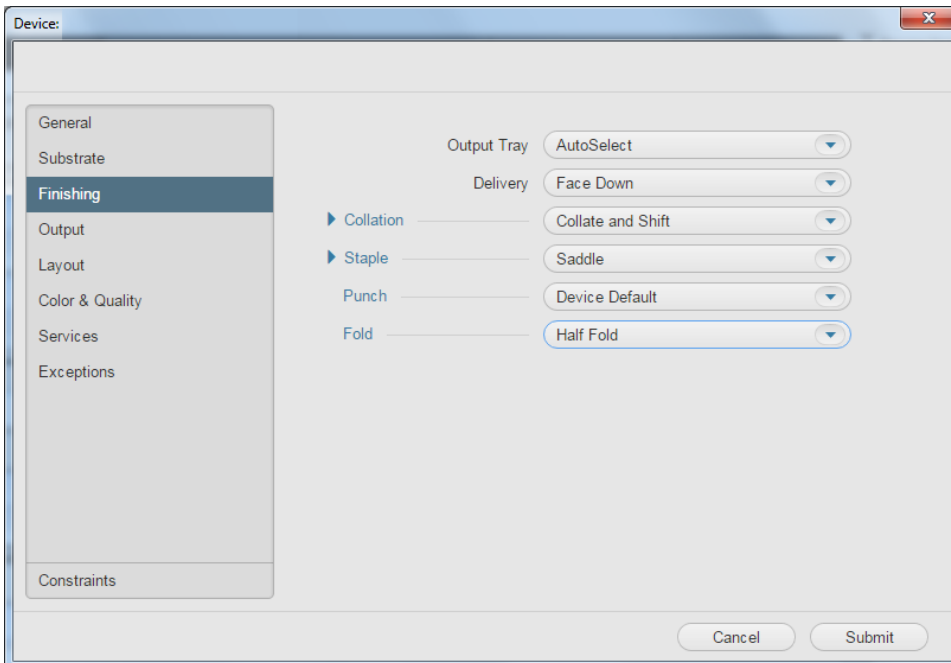 Device:
General
Substrate
Finishing
Output
Layout
Color & Quality
Services
Exceptions
Constraints
Output Tray AutoSelect
Delivery Face Down
Collation Collate and Shift
Staple Saddle
Punch Device Default
Fold Half Fold
Cancel Submit